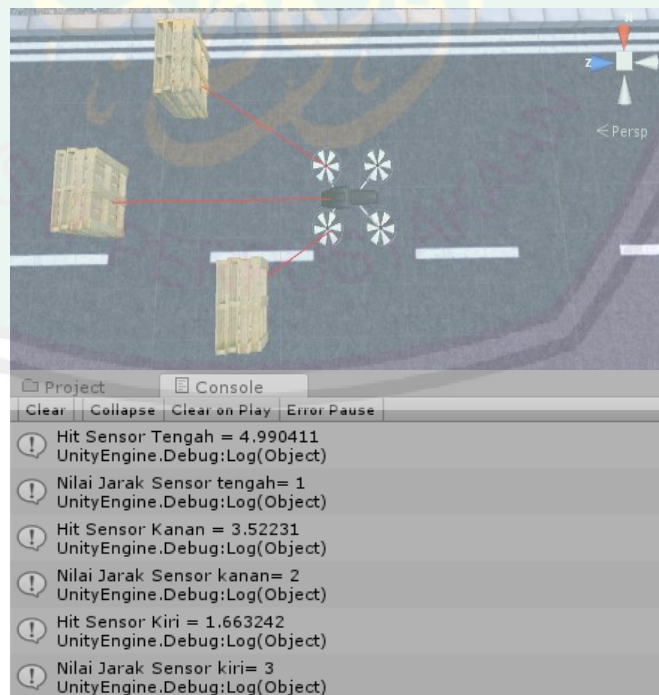 z
Persp
Project
Console
Clear Collapse Clear on Play Error Pause
Hit Sensor Tengah = 4.990411
UnityEngine.Debug:Log(Object)
Nilai Jarak Sensor tengah= 1
UnityEngine.Debug:Log(Object)
Hit Sensor Kanan = 3.52231
UnityEngine.Debug:Log(Object)
Nilai Jarak Sensor kanan= 2
UnityEngine.Debug:Log(Object)
Hit Sensor Kiri = 1.663242
UnityEngine.Debug:Log(Object)
Nilai Jarak Sensor kiri= 3
UnityEngine.Debug:Log(Object)